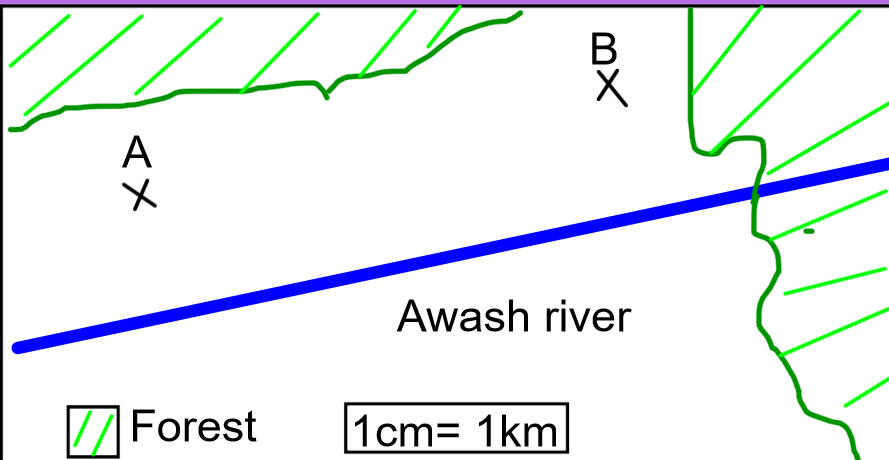 B
A
Awash river
Forest
1cm= 1km